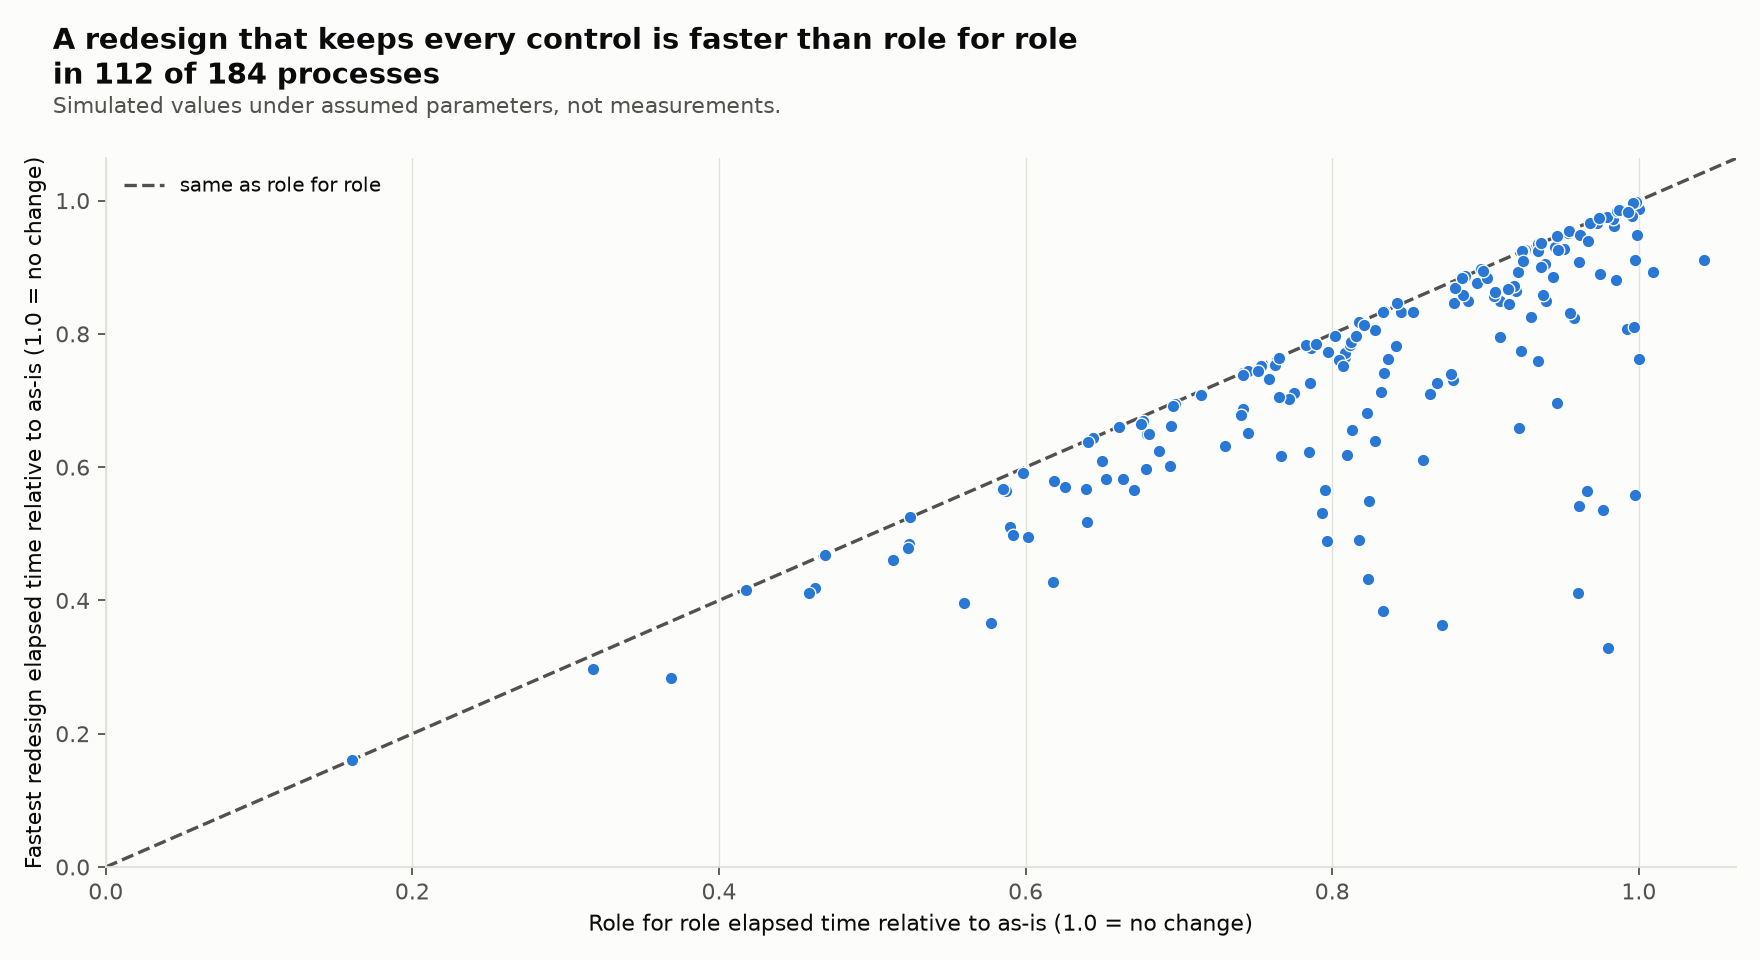 A redesign that keeps every control is faster than role for role
in 112 of 184 processes
Simulated values under assumed parameters, not measurements.
Fastest redesign elapsed time relative to as-is (1.0 = no change)
same as role for role
1.0
0.8
0.6
0.4
0.2
0.0
0.0 0.2 0.4 0.6 0.8 1.0
Role for role elapsed time relative to as-is (1.0 = no change)